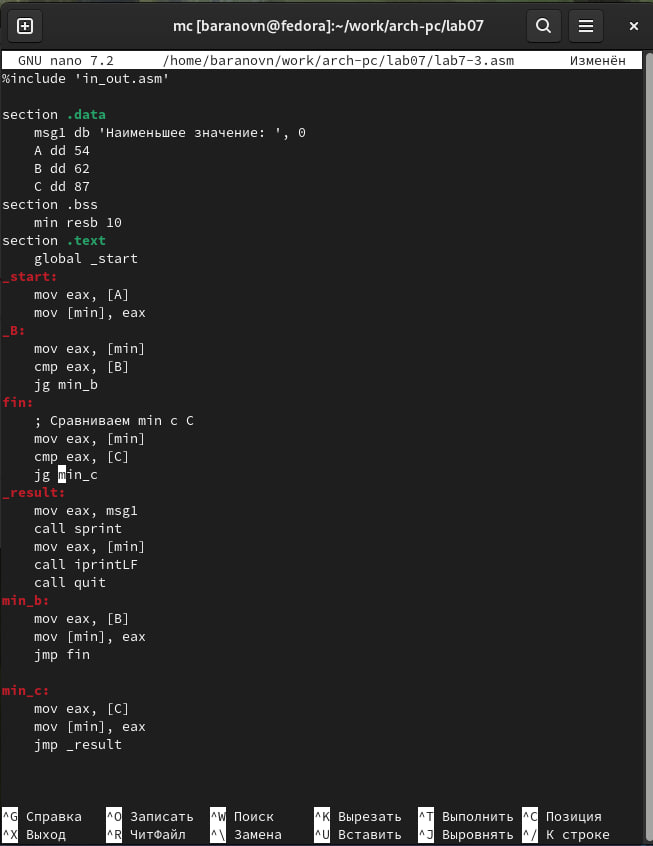 mc [baranovn@fedora]:~/work/arch-pc/lab07
GNU nano 7.2 /home/baranovn/work/arch-pc/lab07/lab7-3.asm Изменён
%include 'in_out.asm'
section .data
msg1 db 'Наименьшее значение: ', 0
A dd 54
B dd 62
C dd 87
section .bss
min resb 10
section .text
global _start
_start:
mov eax, [A]
mov [min], eax
_B:
mov eax, [min]
cmp eax, [B]
jg min_b
fin:
; Сравниваем min с C
mov eax, [min]
cmp eax, [C]
jg min_c
_result:
mov eax, msg1
call sprint
mov eax, [min]
call iprintLF
call quit
min_b:
mov eax, [B]
mov [min], eax
jmp fin
min_c:
mov eax, [C]
mov [min], eax
jmp _result
^G Справка ^O Записать ^W Поиск ^K Вырезать ^T Выполнить ^C Позиция
^X Выход ^R ЧитФайл ^\ Замена ^U Вставить ^J Выровнять ^/ К строке